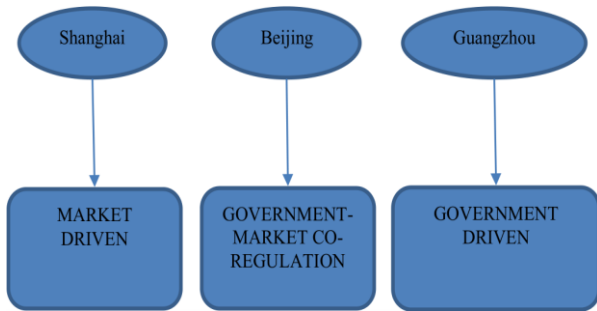 Shanghai
Beijing
Guangzhou
MARKET
DRIVEN
GOVERNMENT-
MARKET CO-
REGULATION
GOVERNMENT
DRIVEN